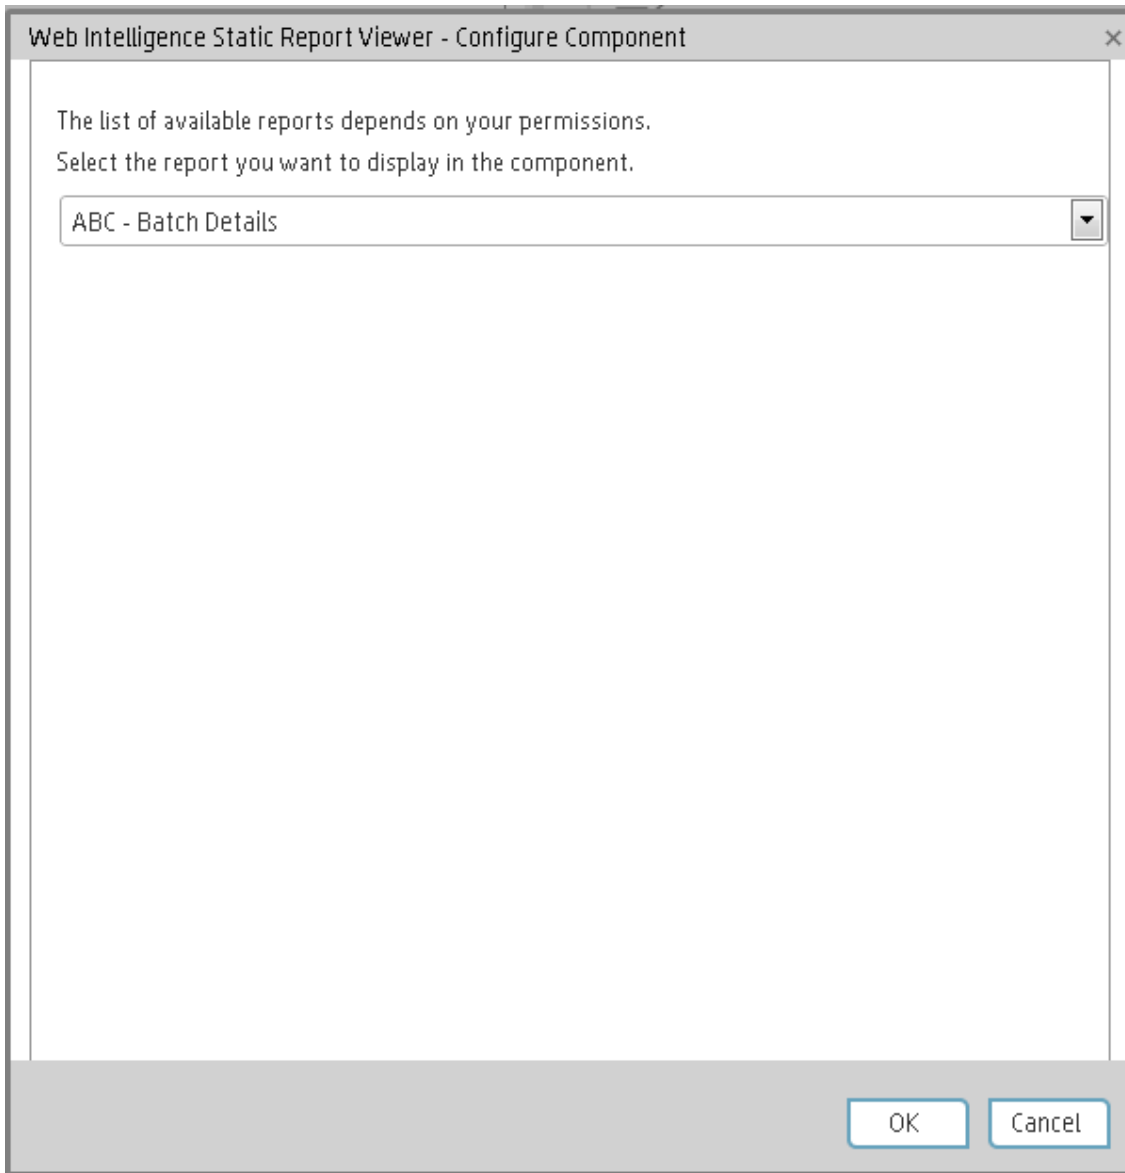 Web Intelligence Static Report Viewer - Configure Component
The list of available reports depends on your permissions.
Select the report you want to display in the component.
ABC - Batch Details
OK
Cancel